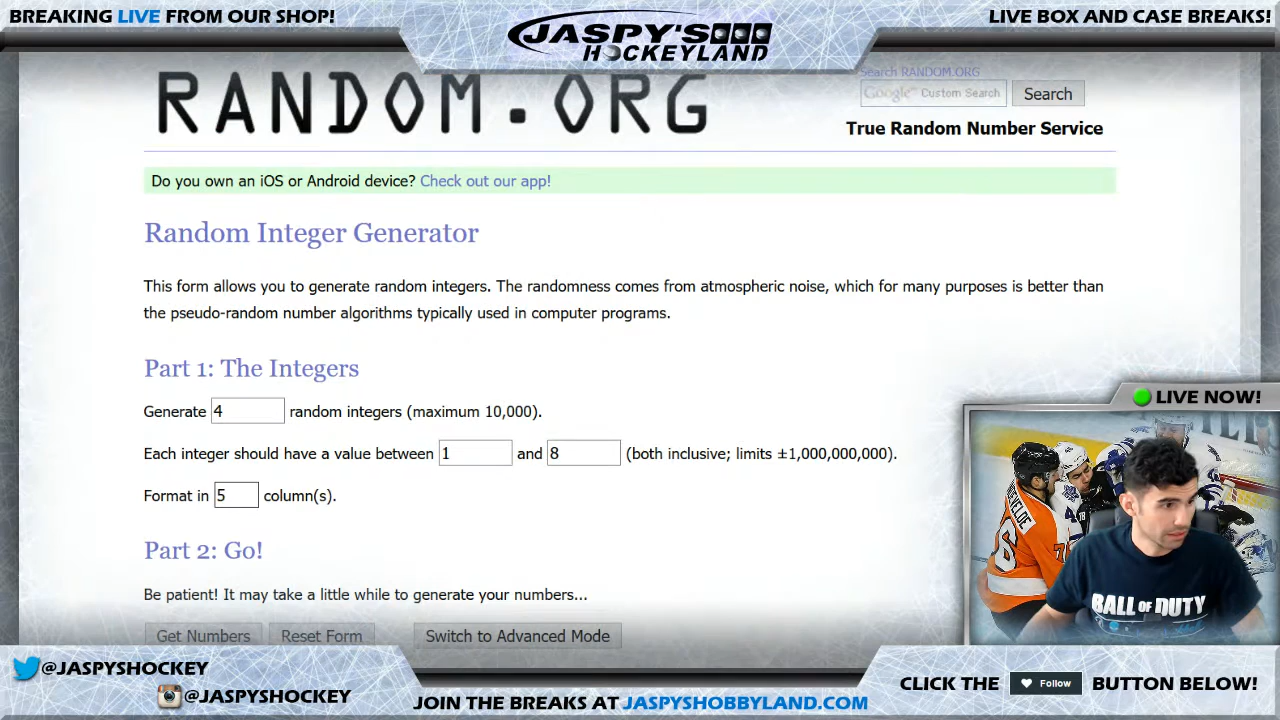 BREAKING LIVE FROM OUR SHOP!
JASPY'S
HOCKEYLAND
LIVE BOX AND CASE BREAKS!
RANDOM.ORG
Search RANDOM.ORG
Google™ Custom Search
Search
True Random Number Service
Do you own an iOS or Android device? Check out our app!
Random Integer Generator
This form allows you to generate random integers. The randomness comes from atmospheric noise, which for many purposes is better than
the pseudo-random number algorithms typically used in computer programs.
Part 1: The Integers
Generate 4 random integers (maximum 10,000).
Each integer should have a value between 1 and 8 (both inclusive; limits ±1,000,000,000).
Format in 5 column(s).
Part 2: Go!
Be patient! It may take a little while to generate your numbers...
Get Numbers Reset Form Switch to Advanced Mode
LIVE NOW!
BALL OF DUTY
@JASPYSHOCKEY
@JASPYSHOCKEY
JOIN THE BREAKS AT JASPYSHOBBYLAND.COM
CLICK THE Follow BUTTON BELOW!